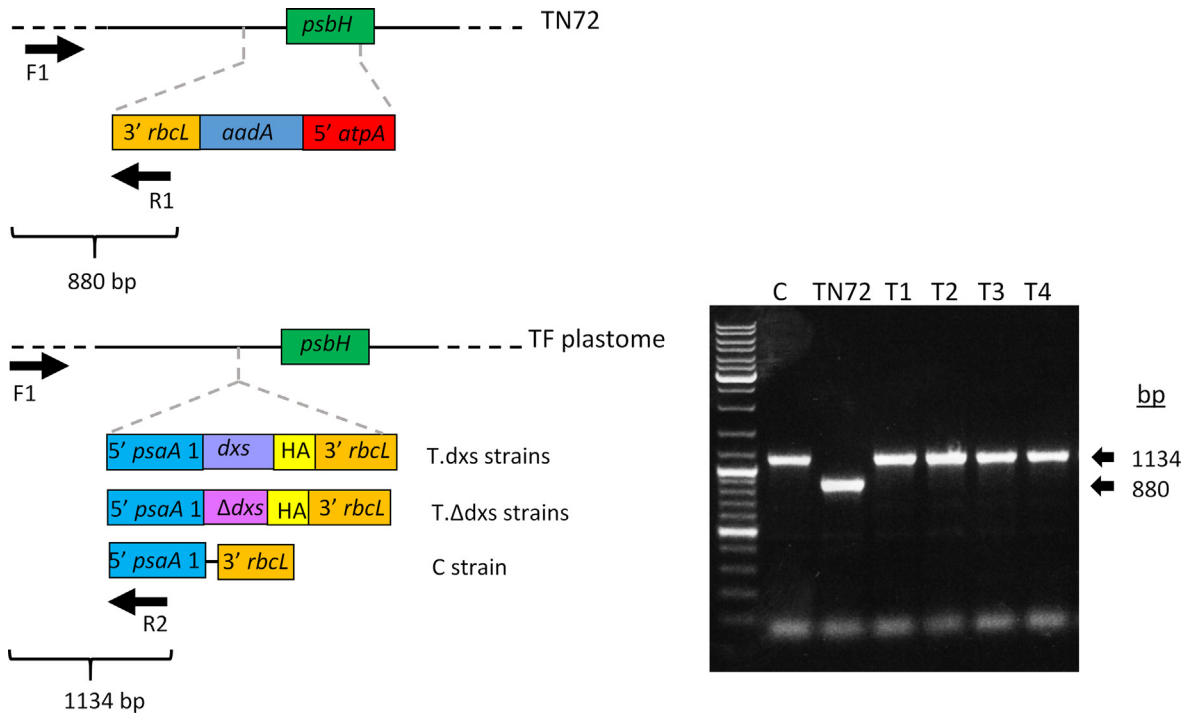 psbH
TN72
F1
3’ rbcL aadA 5’ atpA
R1
880 bp
psbH
TF plastome
F1
5’ psaA 1 dxs HA 3’ rbcL
T.dxs strains
5’ psaA 1 Δdxs HA 3’ rbcL
T.Δdxs strains
5’ psaA 1 3’ rbcL
C strain
R2
1134 bp
C TN72 T1 T2 T3 T4
bp
1134
880